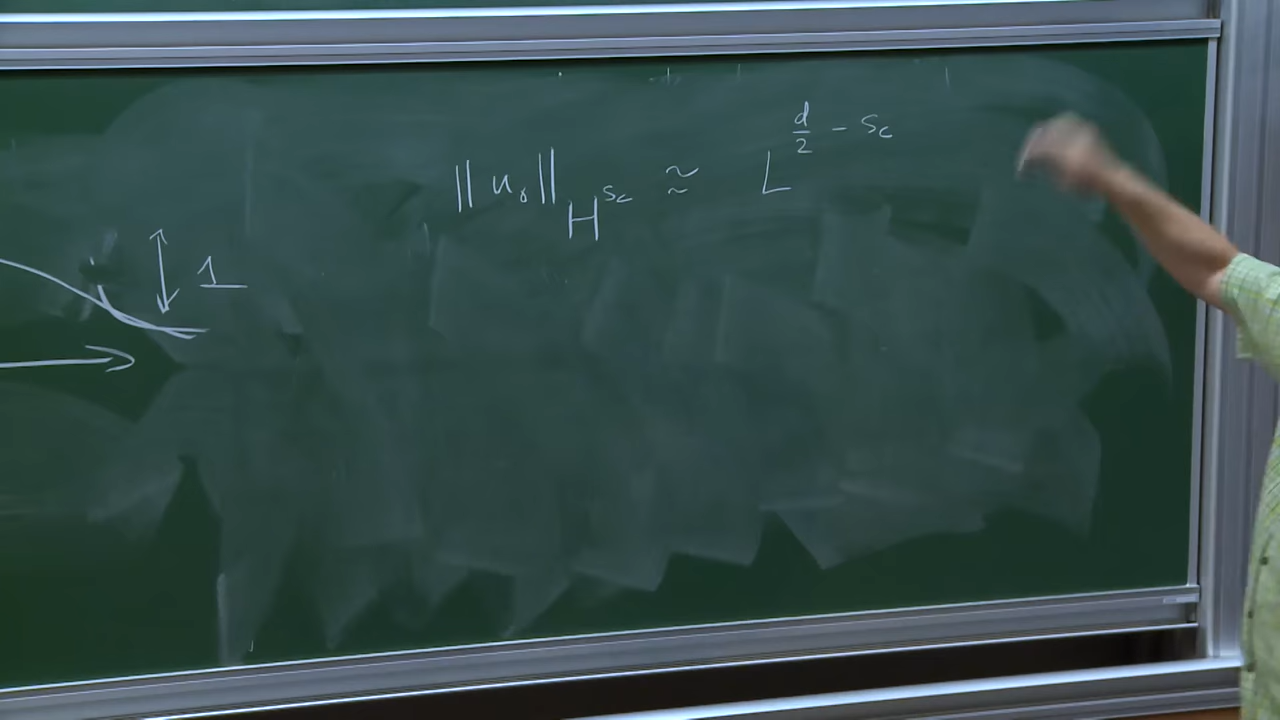 ‖u₀‖_{H^{s_c}} ≈ L^{d/2 - s_c}
1